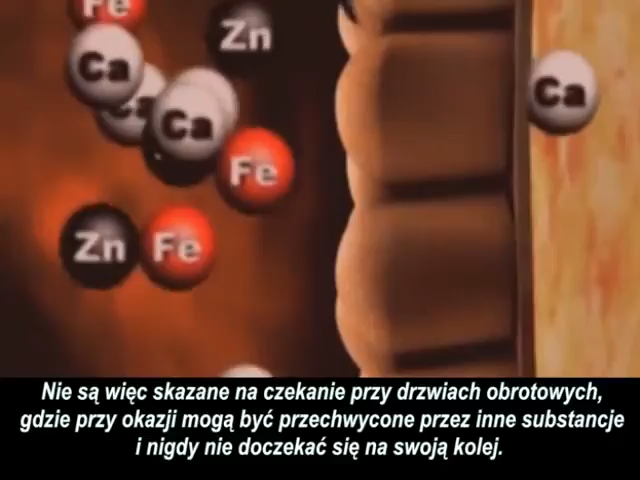 Fe
Zn
Ca
Ca
Ca
Ca
Fe
Zn Fe
Nie są więc skazane na czekanie przy drzwiach obrotowych,
gdzie przy okazji mogą być przechwycone przez inne substancje
i nigdy nie doczekać się na swoją kolej.